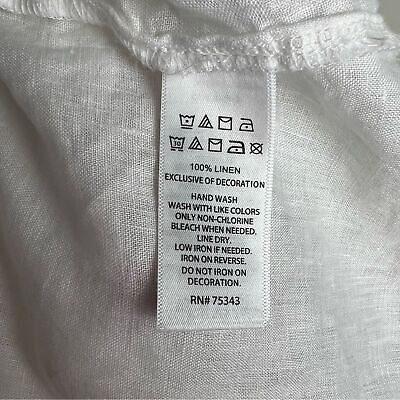 30
100% LINEN
EXCLUSIVE OF DECORATION
HAND WASH
WASH WITH LIKE COLORS
ONLY NON-CHLORINE
BLEACH WHEN NEEDED.
LINE DRY.
LOW IRON IF NEEDED.
IRON ON REVERSE.
DO NOT IRON ON
DECORATION.
RN# 75343